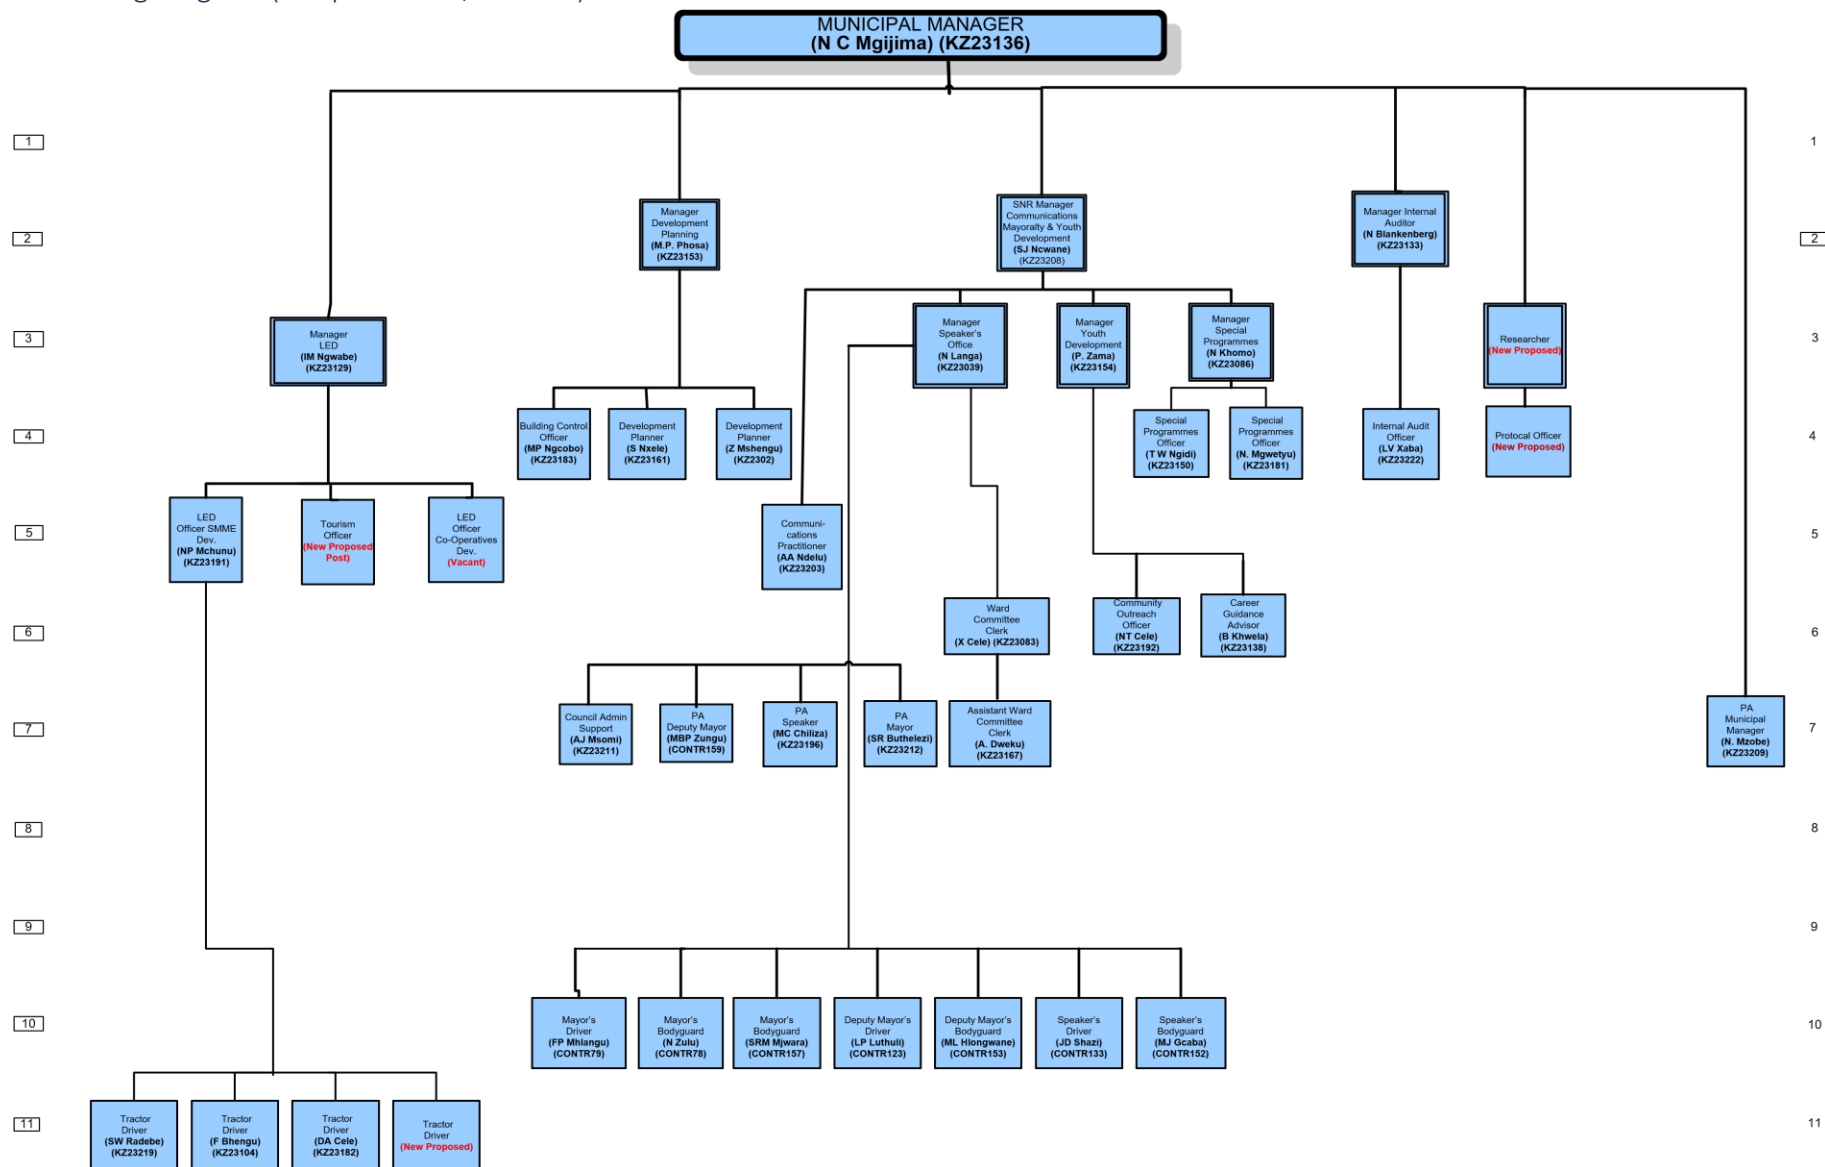 MUNICIPAL MANAGER
(N C Mgijima) (KZ23136)
1
1
2
Manager
Development
Planning
(M.P. Phosa)
(KZ23153)
SNR Manager
Communications
Mayoralty & Youth
Development
(SJ Ncwane)
(KZ23208)
Manager Internal
Auditor
(N Blankenberg)
(KZ23133)
2
3
Manager
LED
(IM Ngwabe)
(KZ23129)
Manager
Speaker's
Office
(N Langa)
(KZ23039)
Manager
Youth
Development
(P. Zama)
(KZ23154)
Manager
Special
Programmes
(N Khomo)
(KZ23086)
Researcher
(New Proposed)
3
4
Building Control
Officer
(MP Ngcobo)
(KZ23183)
Development
Planner
(S Nxele)
(KZ23161)
Development
Planner
(Z Mshengu)
(KZ2302)
Special
Programmes
Officer
(T W Ngidi)
(KZ23150)
Special
Programmes
Officer
(N. Mgwetyu)
(KZ23181)
Internal Audit
Officer
(LV Xaba)
(KZ23222)
Protocal Officer
(New Proposed)
4
5
LED
Officer SMME
Dev.
(NP Mchunu)
(KZ23191)
Tourism
Officer
(New Proposed
Post)
LED
Officer
Co-Operatives
Dev.
(Vacant)
Communi-
cations
Practitioner
(AA Ndelu)
(KZ23203)
5
6
Ward
Committee
Clerk
(X Cele) (KZ23083)
Community
Outreach
Officer
(NT Cele)
(KZ23192)
Career
Guidance
Advisor
(B Khwela)
(KZ23138)
6
7
Council Admin
Support
(AJ Msomi)
(KZ23211)
PA
Deputy Mayor
(MBP Zungu)
(CONTR159)
PA
Speaker
(MC Chiliza)
(KZ23196)
PA
Mayor
(SR Buthelezi)
(KZ23212)
Assistant Ward
Committee
Clerk
(A. Dweku)
(KZ23167)
PA
Municipal
Manager
(N. Mzobe)
(KZ23209)
7
8
8
9
9
10
Mayor's
Driver
(FP Mhlangu)
(CONTR79)
Mayor's
Bodyguard
(N Zulu)
(CONTR78)
Mayor's
Bodyguard
(SRM Mjwara)
(CONTR157)
Deputy Mayor's
Driver
(LP Luthuli)
(CONTR123)
Deputy Mayor's
Bodyguard
(ML Hlongwane)
(CONTR153)
Speaker's
Driver
(JD Shazi)
(CONTR133)
Speaker's
Bodyguard
(MJ Gcaba)
(CONTR152)
10
11
Tractor
Driver
(SW Radebe)
(KZ23219)
Tractor
Driver
(F Bhengu)
(KZ23104)
Tractor
Driver
(DA Cele)
(KZ23182)
Tractor
Driver
(New Proposed)
11